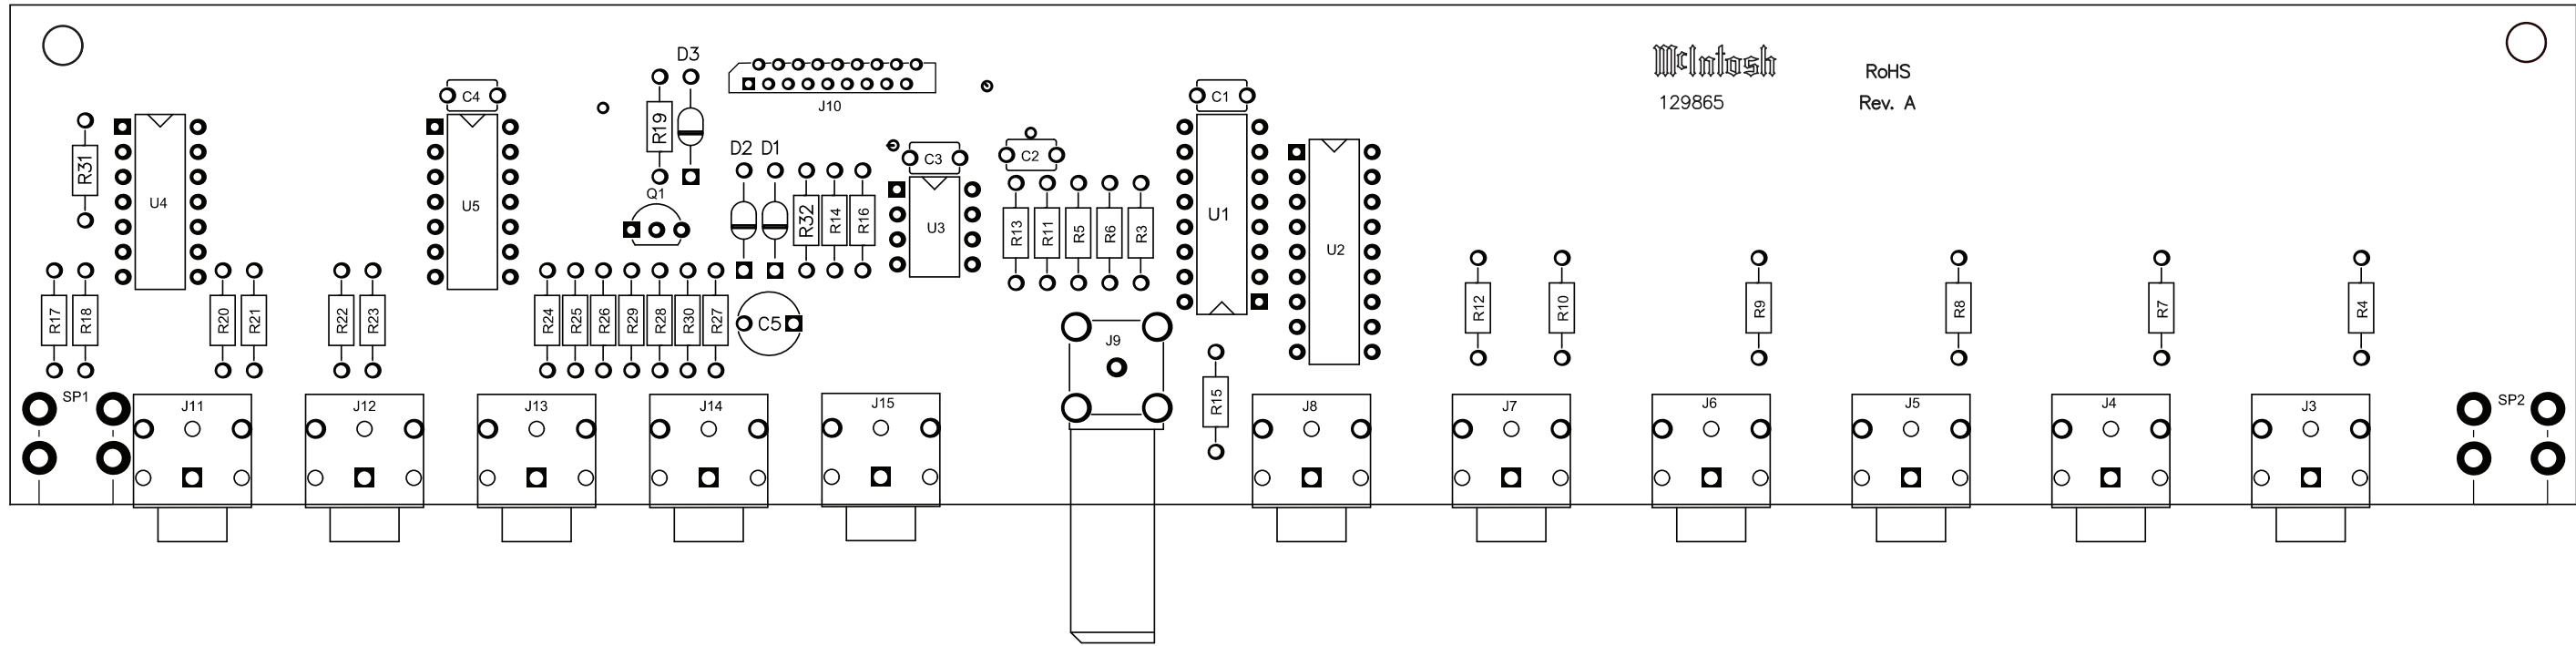 McIntosh
RoHS
129865
Rev. A
D3
J10
C4
C1
R19
R31
D2 D1
C3
C2
U4
U5
Q1
R32
R14
R16
U3
R13
R11
R5
R6
R3
U1
U2
R17
R18
R20
R21
R22
R23
R24
R25
R26
R29
R28
R30
R27
C5
J9
R12
R10
R9
R8
R7
R4
R15
SP1
J11
J12
J13
J14
J15
J8
J7
J6
J5
J4
J3
SP2